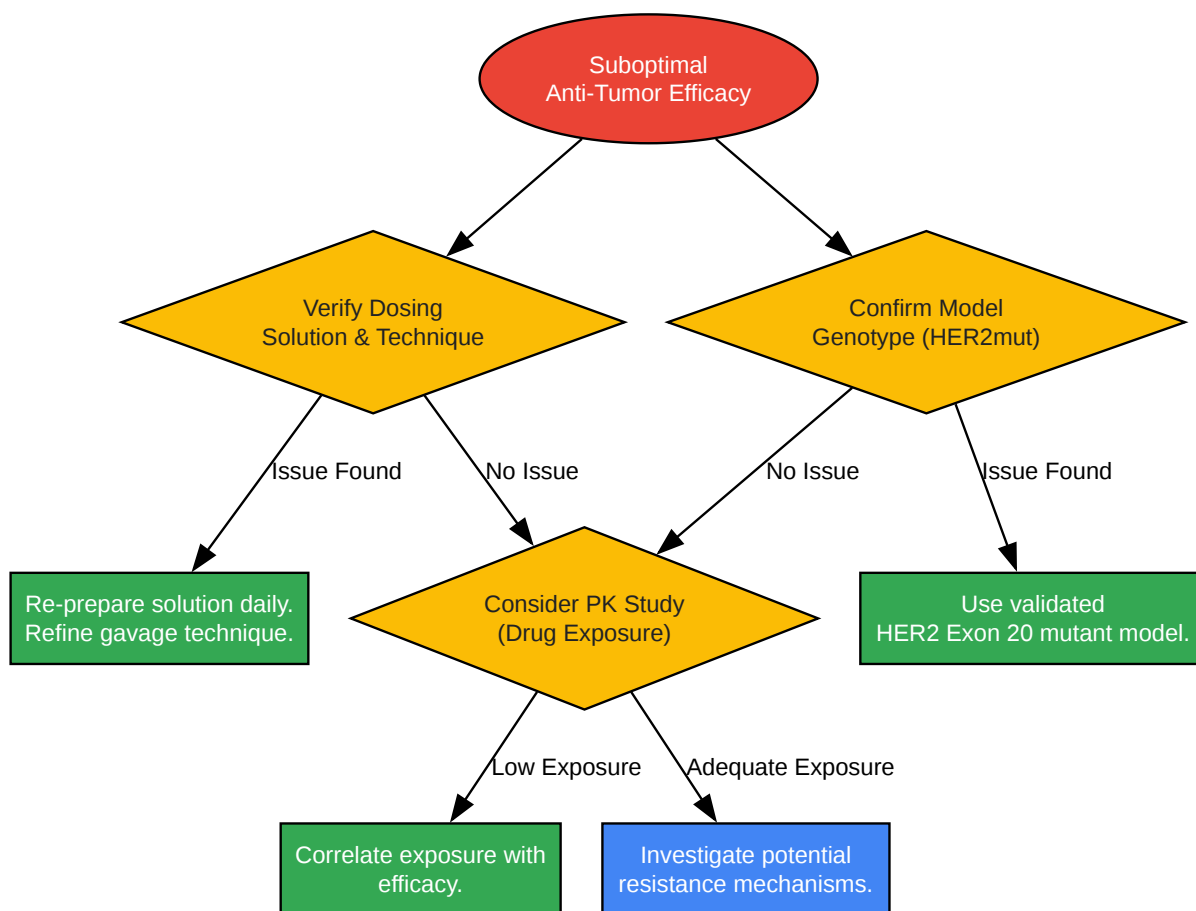 Suboptimal
Anti-Tumor Efficacy
Verify Dosing
Solution & Technique
Confirm Model
Genotype (HER2mut)
Issue Found
No Issue
No Issue
Issue Found
Re-prepare solution daily.
Refine gavage technique.
Consider PK Study
(Drug Exposure)
Use validated
HER2 Exon 20 mutant model.
Low Exposure
Adequate Exposure
Correlate exposure with
efficacy.
Investigate potential
resistance mechanisms.